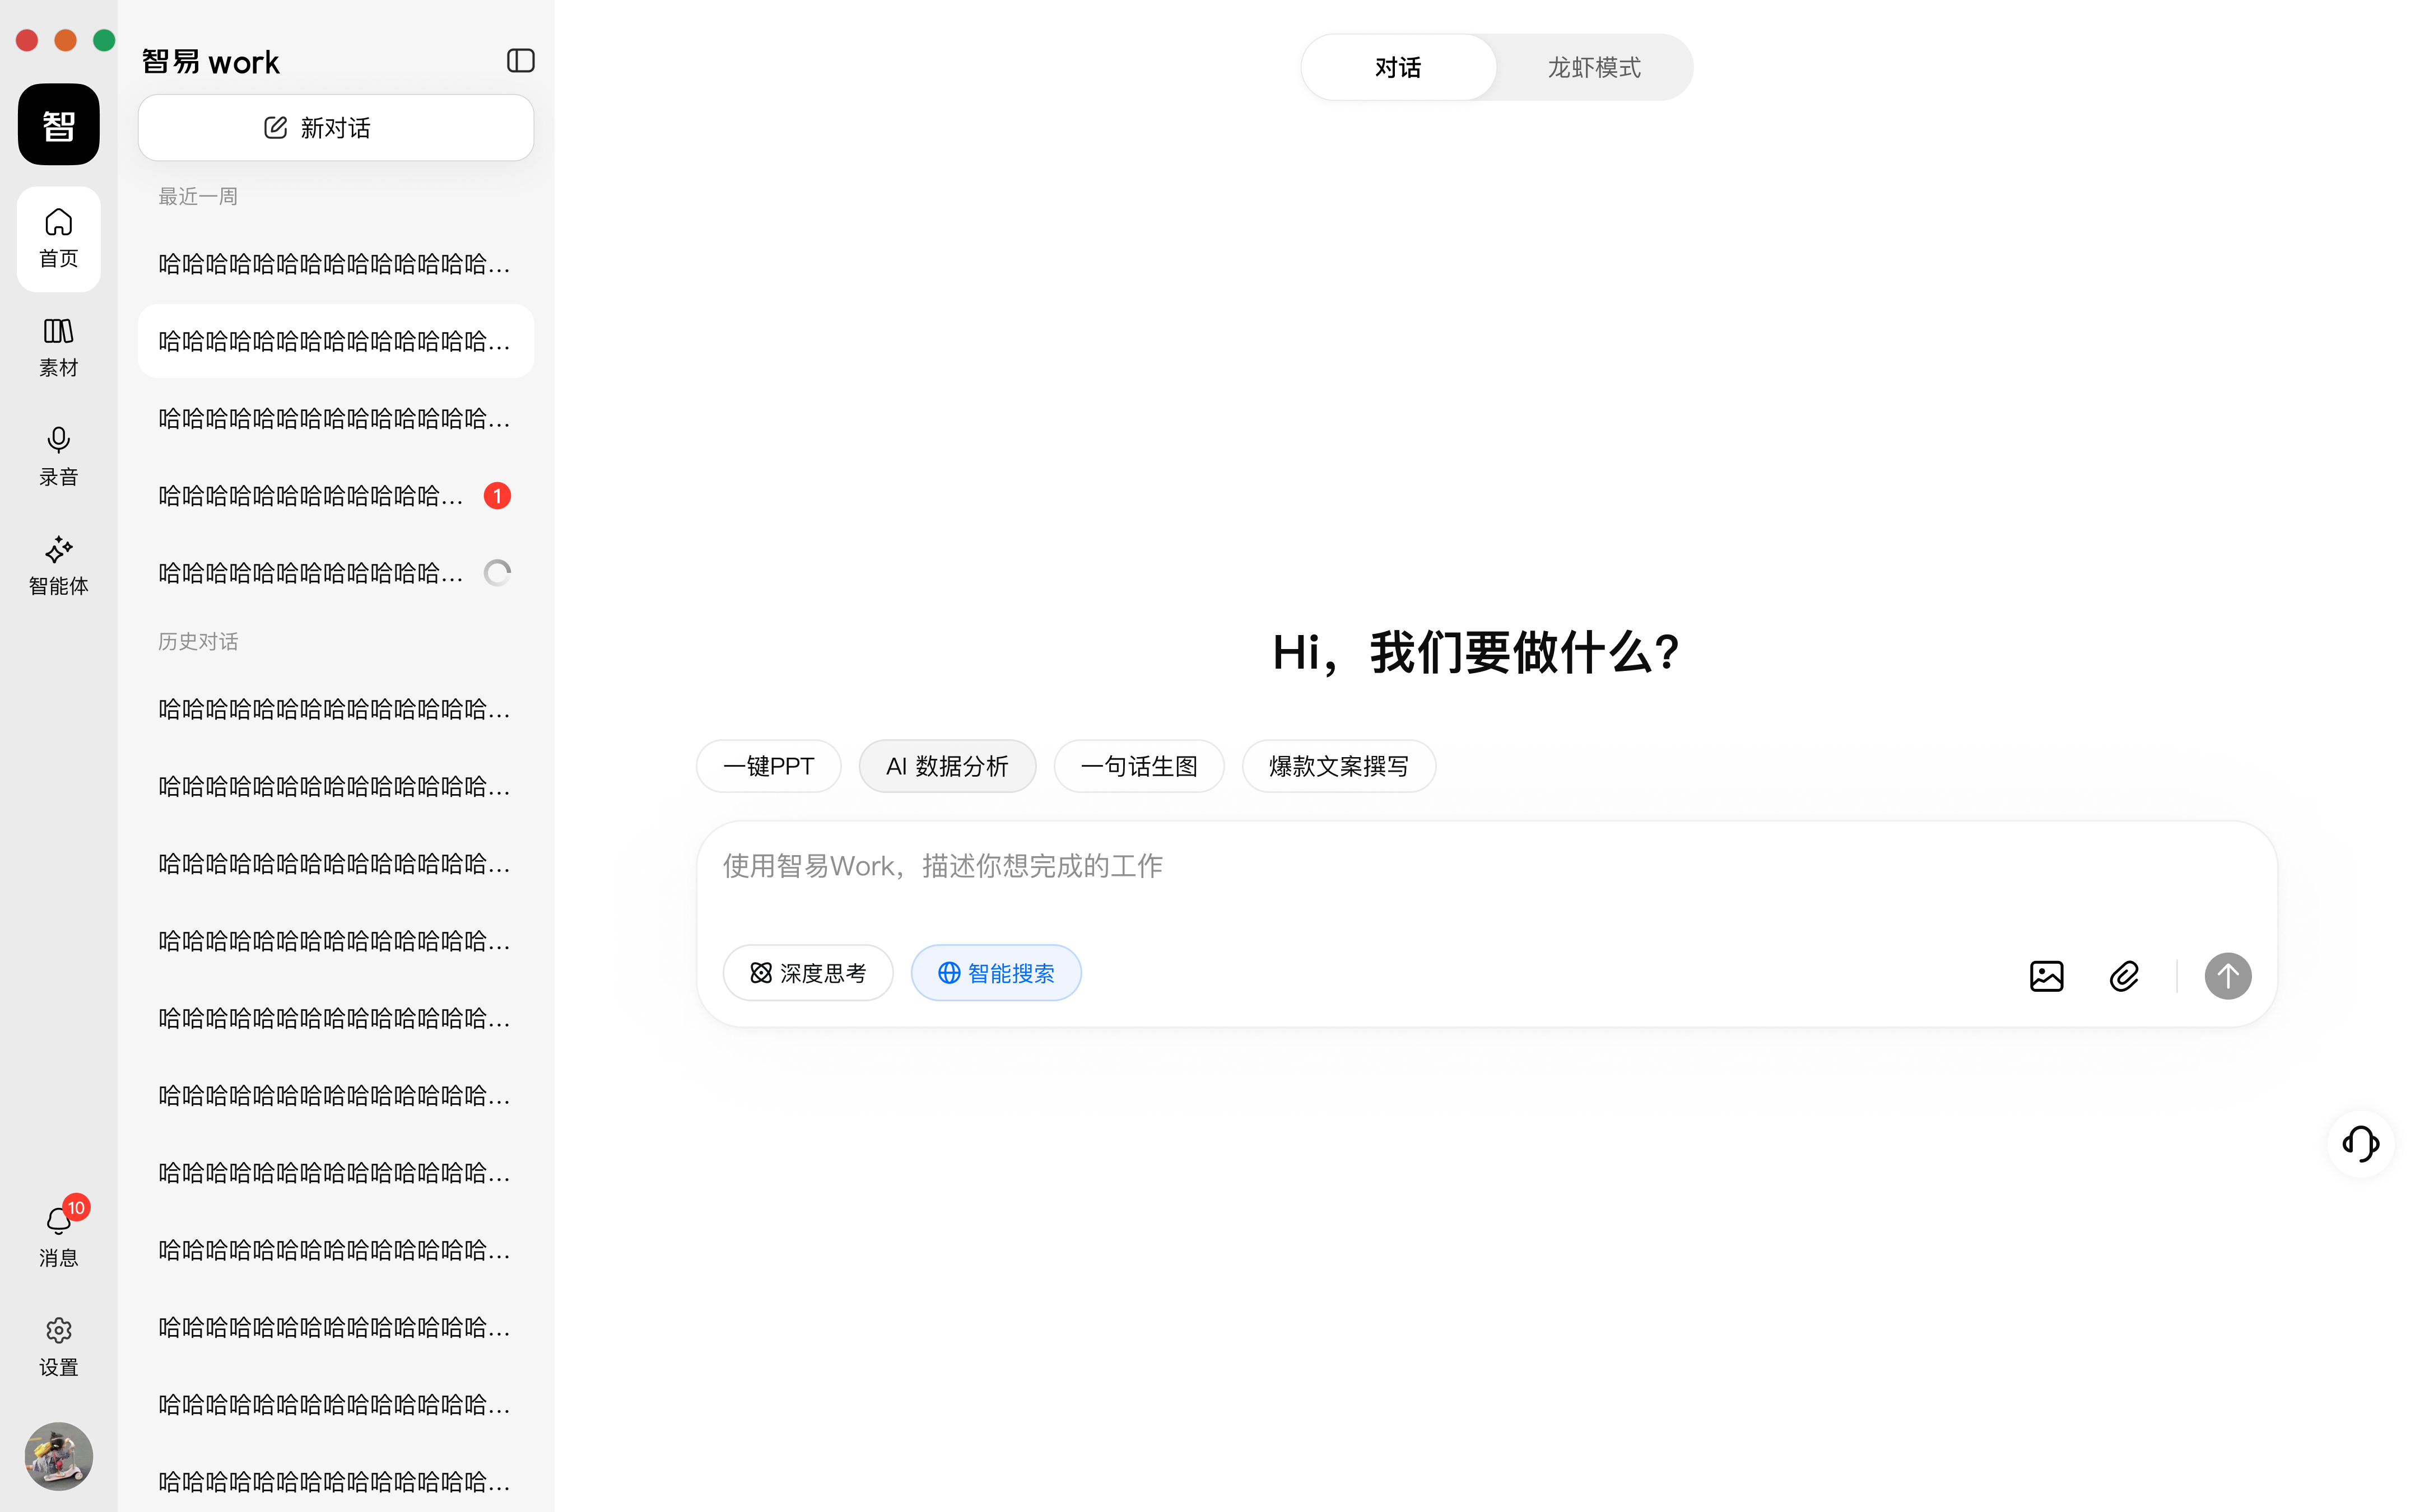 智
首页
素材
录音
智能体
10
消息
设置
智易 work
新对话
最近一周
哈哈哈哈哈哈哈哈哈哈哈哈哈哈...
哈哈哈哈哈哈哈哈哈哈哈哈哈哈...
哈哈哈哈哈哈哈哈哈哈哈哈哈哈...
哈哈哈哈哈哈哈哈哈哈哈哈... 1
哈哈哈哈哈哈哈哈哈哈哈哈...
历史对话
哈哈哈哈哈哈哈哈哈哈哈哈哈哈...
哈哈哈哈哈哈哈哈哈哈哈哈哈哈...
哈哈哈哈哈哈哈哈哈哈哈哈哈哈...
哈哈哈哈哈哈哈哈哈哈哈哈哈哈...
哈哈哈哈哈哈哈哈哈哈哈哈哈哈...
哈哈哈哈哈哈哈哈哈哈哈哈哈哈...
哈哈哈哈哈哈哈哈哈哈哈哈哈哈...
哈哈哈哈哈哈哈哈哈哈哈哈哈哈...
哈哈哈哈哈哈哈哈哈哈哈哈哈哈...
哈哈哈哈哈哈哈哈哈哈哈哈哈哈...
哈哈哈哈哈哈哈哈哈哈哈哈哈哈...
对话 龙虾模式
Hi，我们要做什么？
一键PPT AI 数据分析 一句话生图 爆款文案撰写
使用智易Work，描述你想完成的工作
深度思考 智能搜索